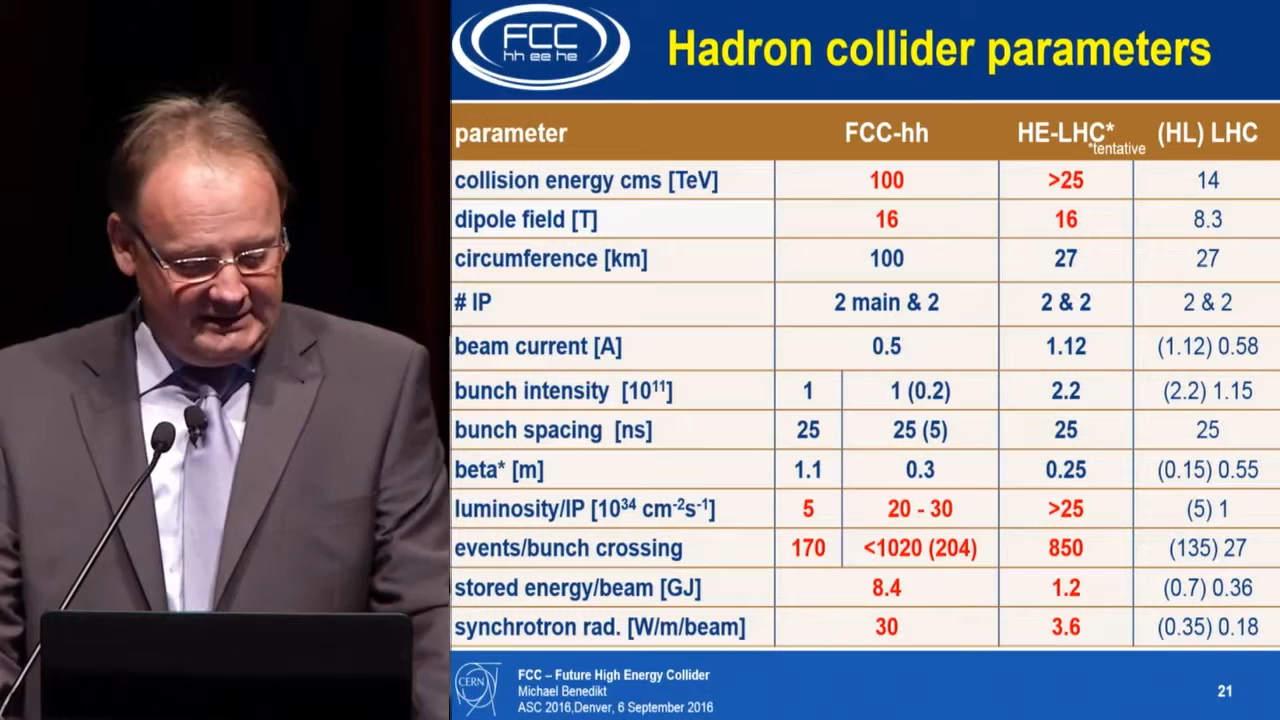 FCC
hh ee he
Hadron collider parameters
parameter FCC-hh HE-LHC* *tentative (HL) LHC
collision energy cms [TeV] 100 >25 14
dipole field [T] 16 16 8.3
circumference [km] 100 27 27
# IP 2 main & 2 2 & 2 2 & 2
beam current [A] 0.5 1.12 (1.12) 0.58
bunch intensity [10¹¹] 1 1 (0.2) 2.2 (2.2) 1.15
bunch spacing [ns] 25 25 (5) 25 25
beta* [m] 1.1 0.3 0.25 (0.15) 0.55
luminosity/IP [10³⁴ cm⁻²s⁻¹] 5 20 - 30 >25 (5) 1
events/bunch crossing 170 <1020 (204) 850 (135) 27
stored energy/beam [GJ] 8.4 1.2 (0.7) 0.36
synchrotron rad. [W/m/beam] 30 3.6 (0.35) 0.18
CERN
FCC – Future High Energy Collider
Michael Benedikt
ASC 2016,Denver, 6 September 2016
21